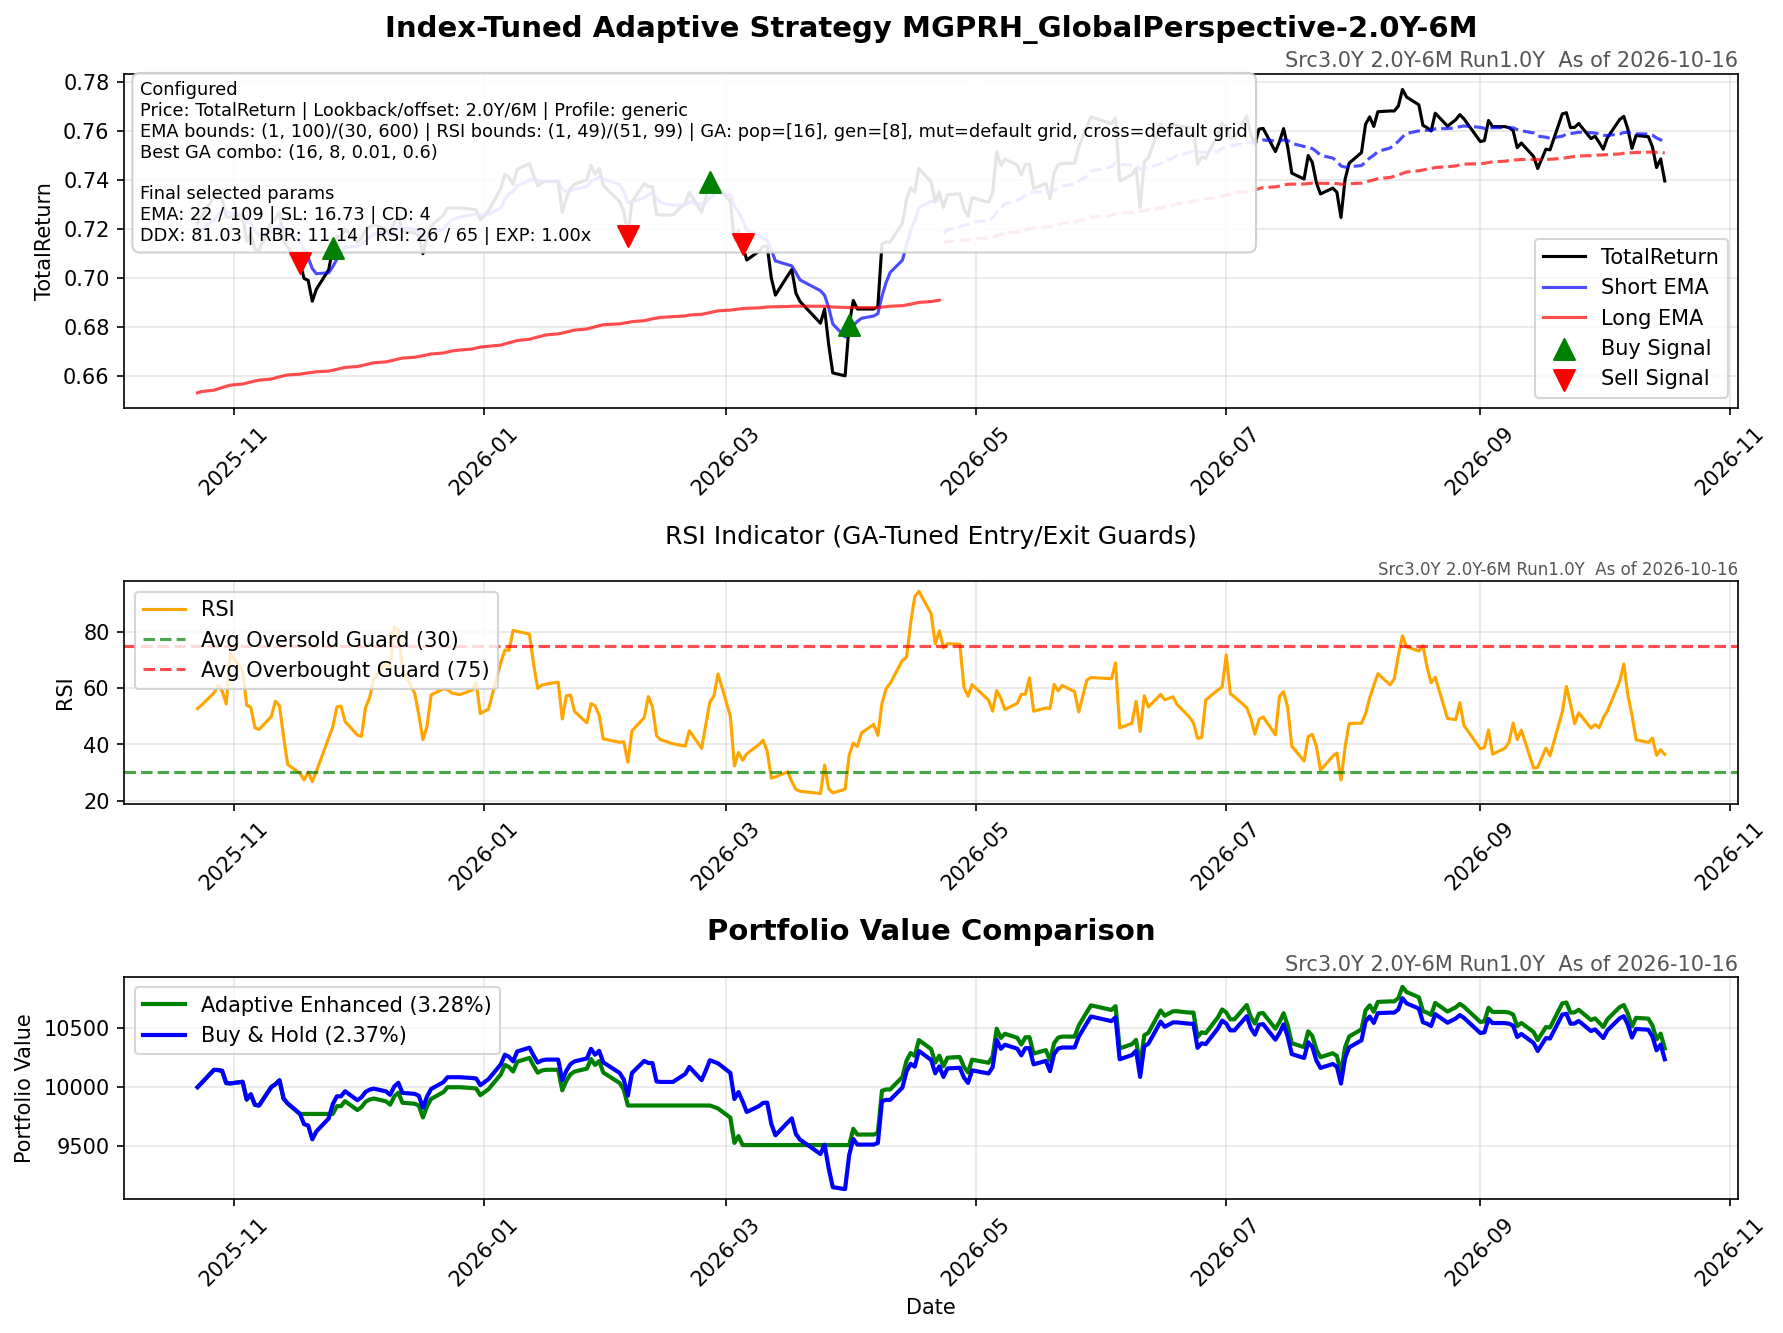 Index-Tuned Adaptive Strategy MGPRH_GlobalPerspective-2.0Y-6M
Src3.0Y 2.0Y-6M Run1.0Y  As of 2026-10-16
Configured
Price: TotalReturn | Lookback/offset: 2.0Y/6M | Profile: generic
EMA bounds: (1, 100)/(30, 600) | RSI bounds: (1, 49)/(51, 99) | GA: pop=[16], gen=[8], mut=default grid, cross=default grid
Best GA combo: (16, 8, 0.01, 0.6)
Final selected params
EMA: 22 / 109 | SL: 16.73 | CD: 4
DDX: 81.03 | RBR: 11.14 | RSI: 26 / 65 | EXP: 1.00x
TotalReturn
0.78
0.76
0.74
0.72
0.70
0.68
0.66
TotalReturn
Short EMA
Long EMA
Buy Signal
Sell Signal
2025-11
2026-01
2026-03
2026-05
2026-07
2026-09
2026-11
RSI Indicator (GA-Tuned Entry/Exit Guards)
Src3.0Y 2.0Y-6M Run1.0Y  As of 2026-10-16
RSI
80
60
40
20
RSI
Avg Oversold Guard (30)
Avg Overbought Guard (75)
2025-11
2026-01
2026-03
2026-05
2026-07
2026-09
2026-11
Portfolio Value Comparison
Src3.0Y 2.0Y-6M Run1.0Y  As of 2026-10-16
Portfolio Value
10500
10000
9500
Adaptive Enhanced (3.28%)
Buy & Hold (2.37%)
2025-11
2026-01
2026-03
2026-05
2026-07
2026-09
2026-11
Date